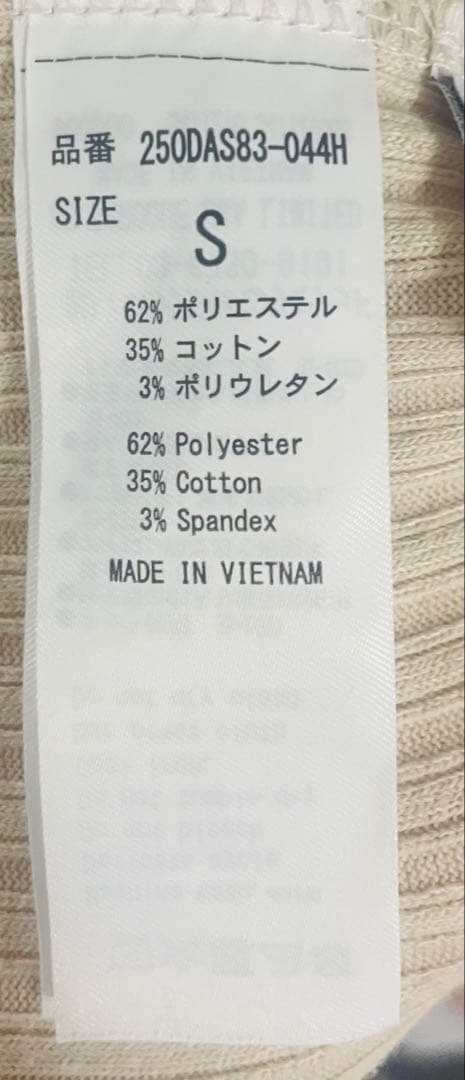 品番 250DAS83-044H
SIZE S
62% ポリエステル
35% コットン
3% ポリウレタン
62% Polyester
35% Cotton
3% Spandex
MADE IN VIETNAM